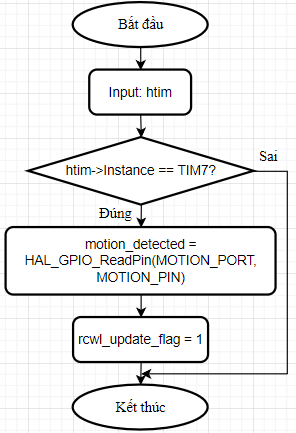 Bắt đầu
Input: htim
htim->Instance == TIM7?
Sai
Đúng
motion_detected =
HAL_GPIO_ReadPin(MOTION_PORT,
MOTION_PIN)
rcwl_update_flag = 1
Kết thúc